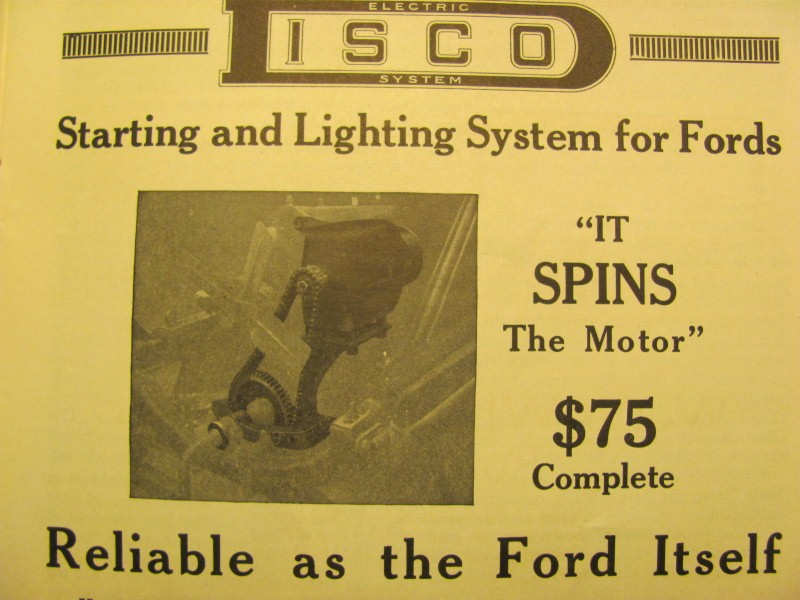 ELECTRIC
DISCO
SYSTEM
Starting and Lighting System for Fords
“IT
SPINS
The Motor”
$75
Complete
Reliable as the Ford Itself